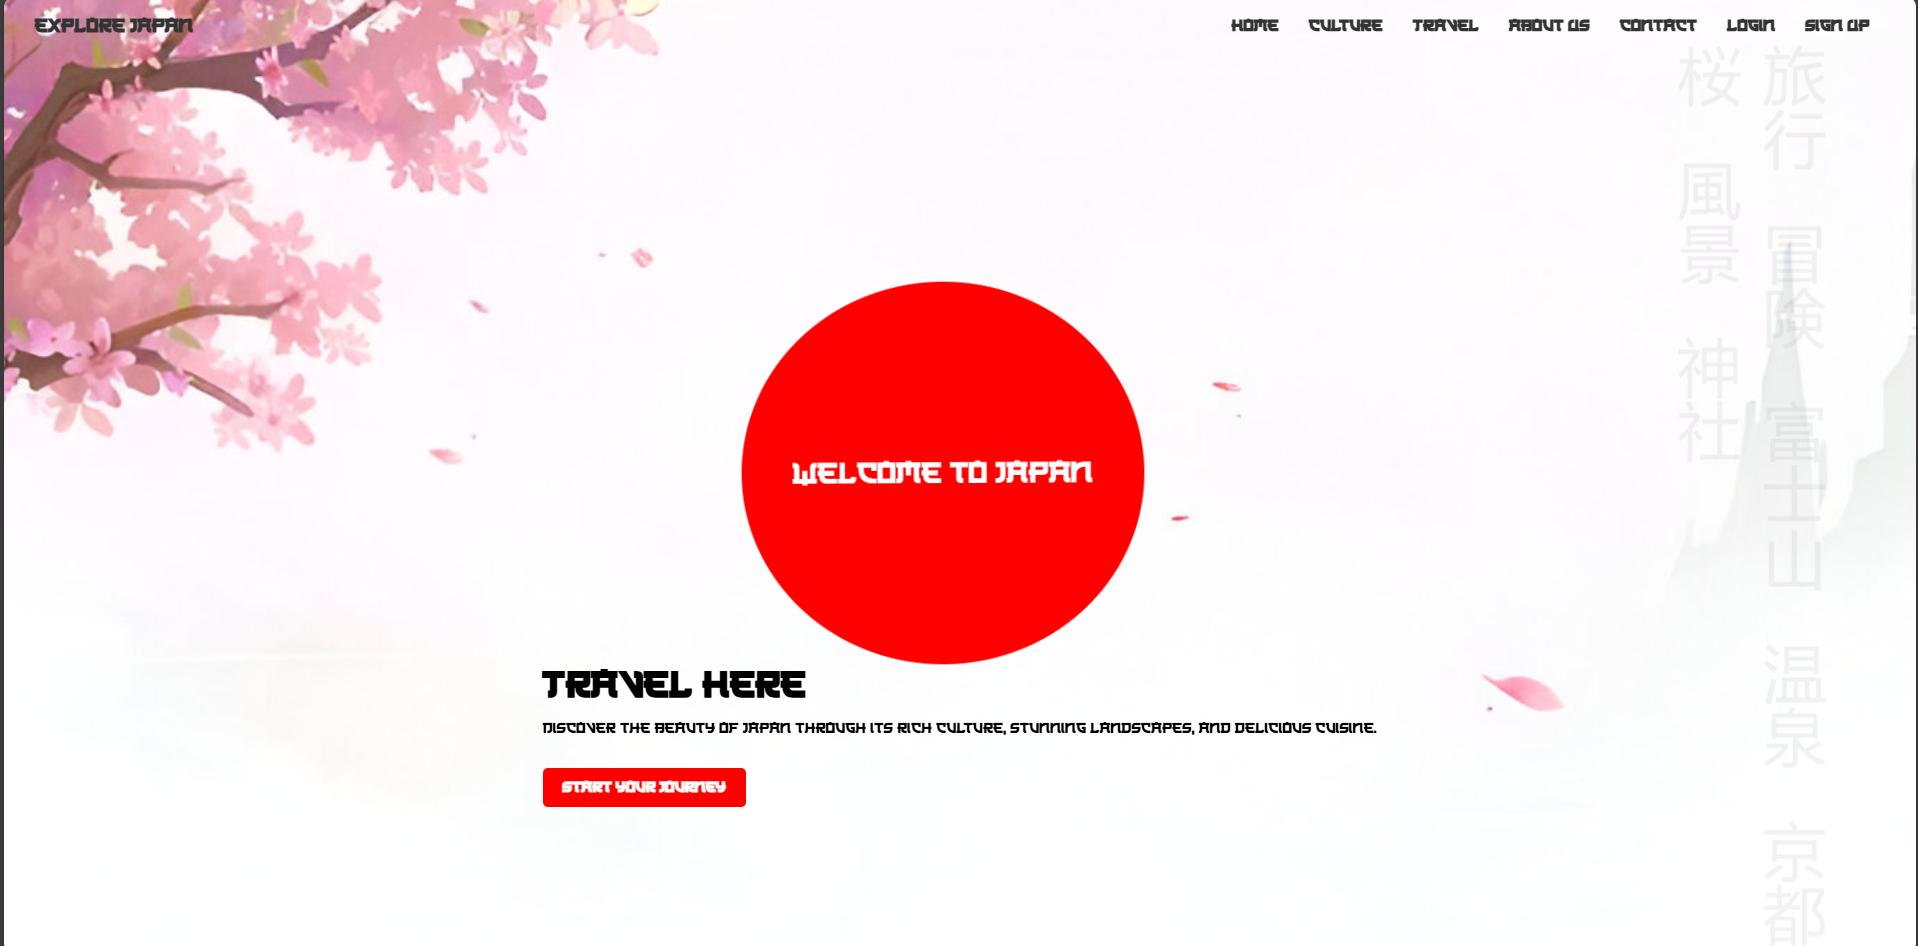 EXPLORE JAPAN
HOME
CULTURE
TRAVEL
ABOUT US
CONTACT
LOGIN
SIGN UP
旅行 冒険 富士山 温泉 京都
桜 風景 神社
WELCOME TO JAPAN
TRAVEL HERE
DISCOVER THE BEAUTY OF JAPAN THROUGH ITS RICH CULTURE, STUNNING LANDSCAPES, AND DELICIOUS CUISINE.
START YOUR JOURNEY